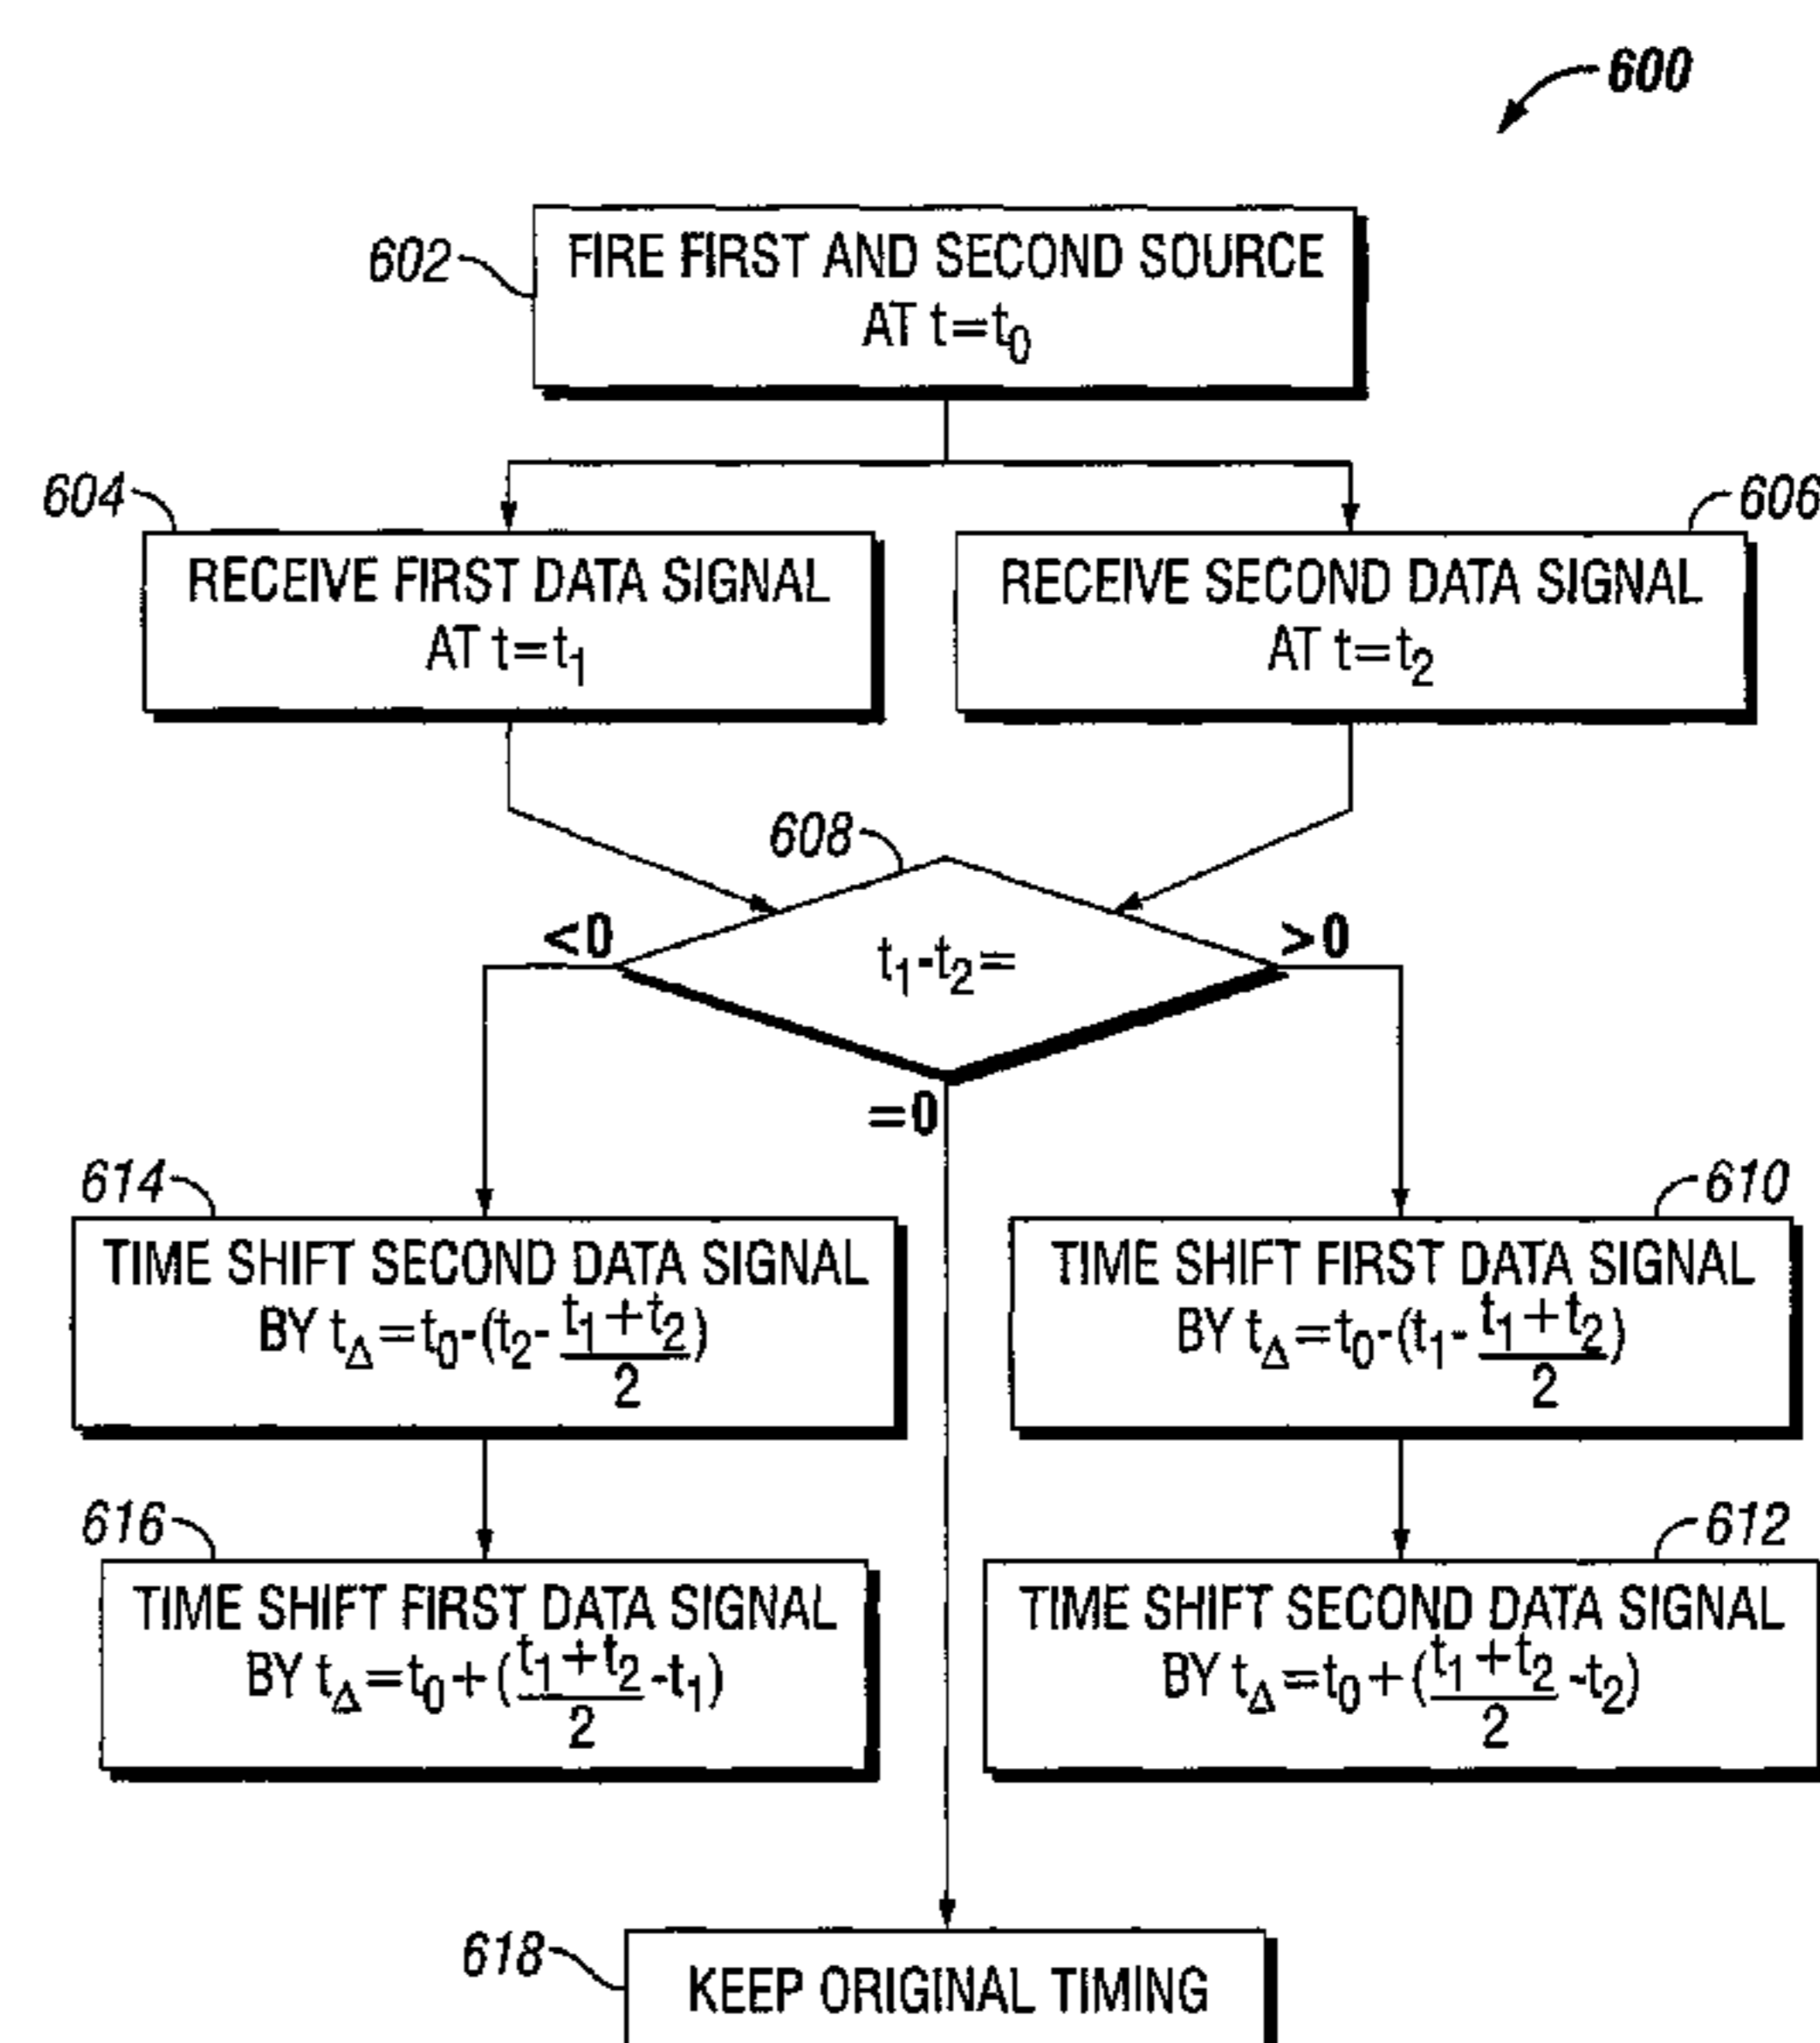 600
602
FIRE FIRST AND SECOND SOURCE
AT t=t0
604
RECEIVE FIRST DATA SIGNAL
AT t=t1
606
RECEIVE SECOND DATA SIGNAL
AT t=t2
608
<0
t1-t2=
>0
=0
614
TIME SHIFT SECOND DATA SIGNAL
BY tΔ=t0-(t2-(t1+t2)/2)
610
TIME SHIFT FIRST DATA SIGNAL
BY tΔ=t0-(t1-(t1+t2)/2)
616
TIME SHIFT FIRST DATA SIGNAL
BY tΔ=t0+((t1+t2)/2-t1)
612
TIME SHIFT SECOND DATA SIGNAL
BY tΔ=t0+((t1+t2)/2-t2)
618
KEEP ORIGINAL TIMING